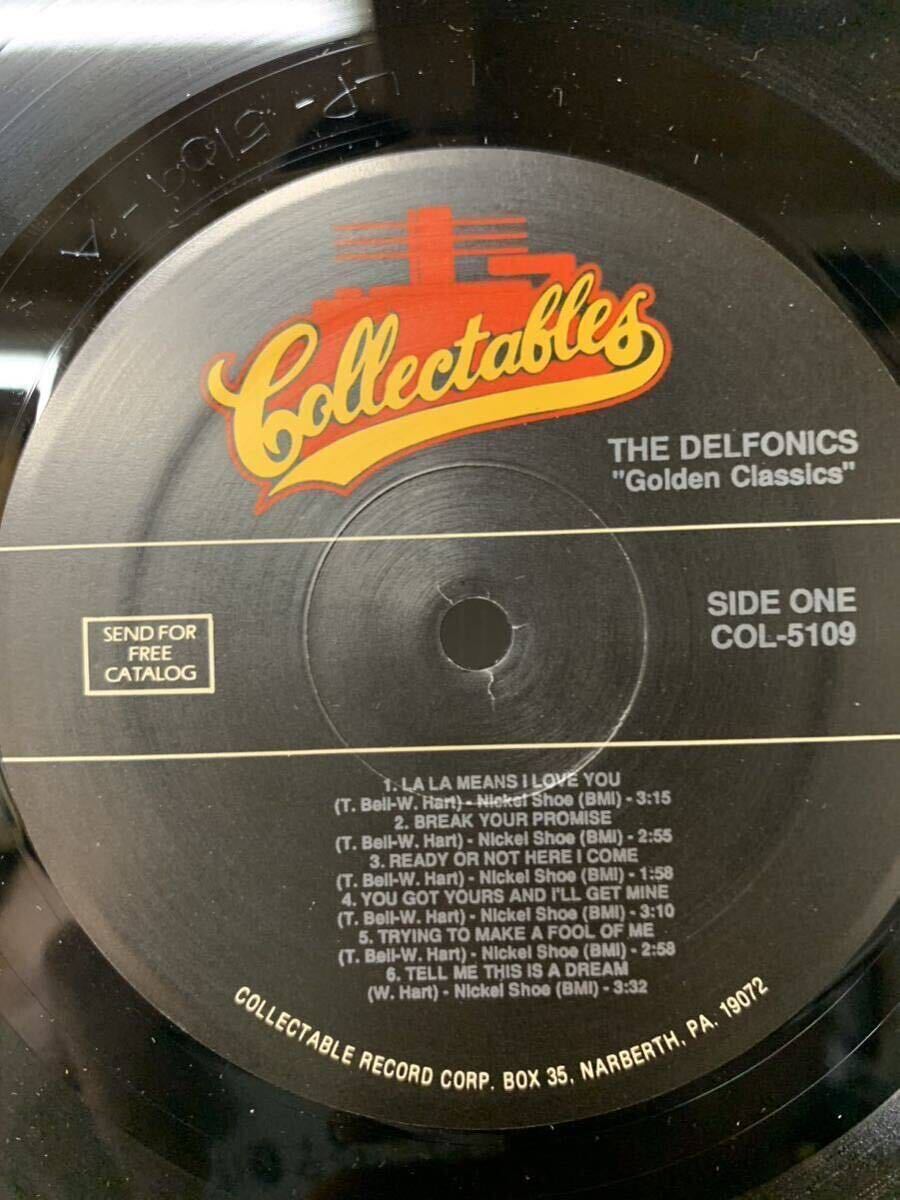 LP-5109-A
Collectables
THE DELFONICS
"Golden Classics"
SEND FOR
FREE
CATALOG
SIDE ONE
COL-5109
1. LA LA MEANS I LOVE YOU
(T. Bell-W. Hart) - Nickel Shoe (BMI) - 3:15
2. BREAK YOUR PROMISE
(T. Bell-W. Hart) - Nickel Shoe (BMI) - 2:55
3. READY OR NOT HERE I COME
(T. Bell-W. Hart) - Nickel Shoe (BMI) - 1:58
4. YOU GOT YOURS AND I'LL GET MINE
(T. Bell-W. Hart) - Nickel Shoe (BMI) - 3:10
5. TRYING TO MAKE A FOOL OF ME
(T. Bell-W. Hart) - Nickel Shoe (BMI) - 2:58
6. TELL ME THIS IS A DREAM
(W. Hart) - Nickel Shoe (BMI) - 3:32
COLLECTABLE RECORD CORP. BOX 35, NARBERTH, PA. 19072